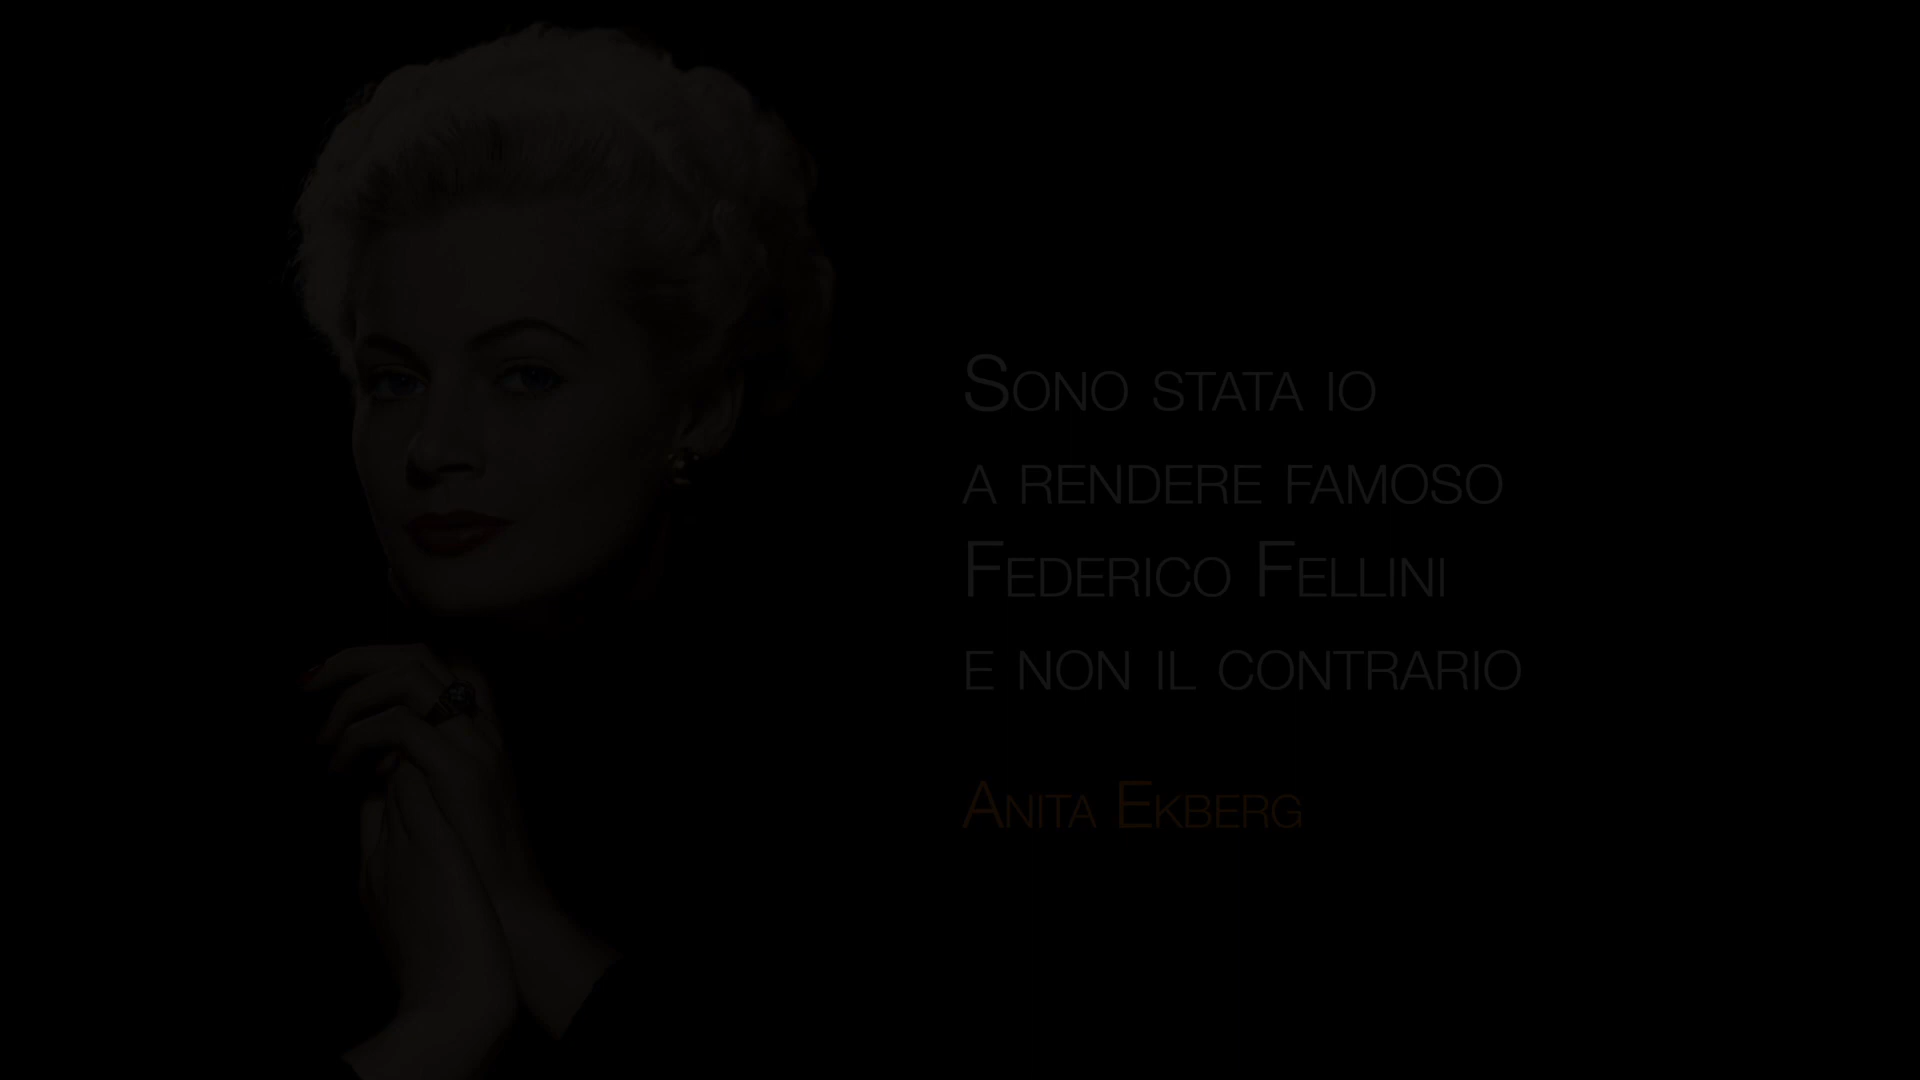 Sono stata io
a rendere famoso
Federico Fellini
e non il contrario
Anita Ekberg